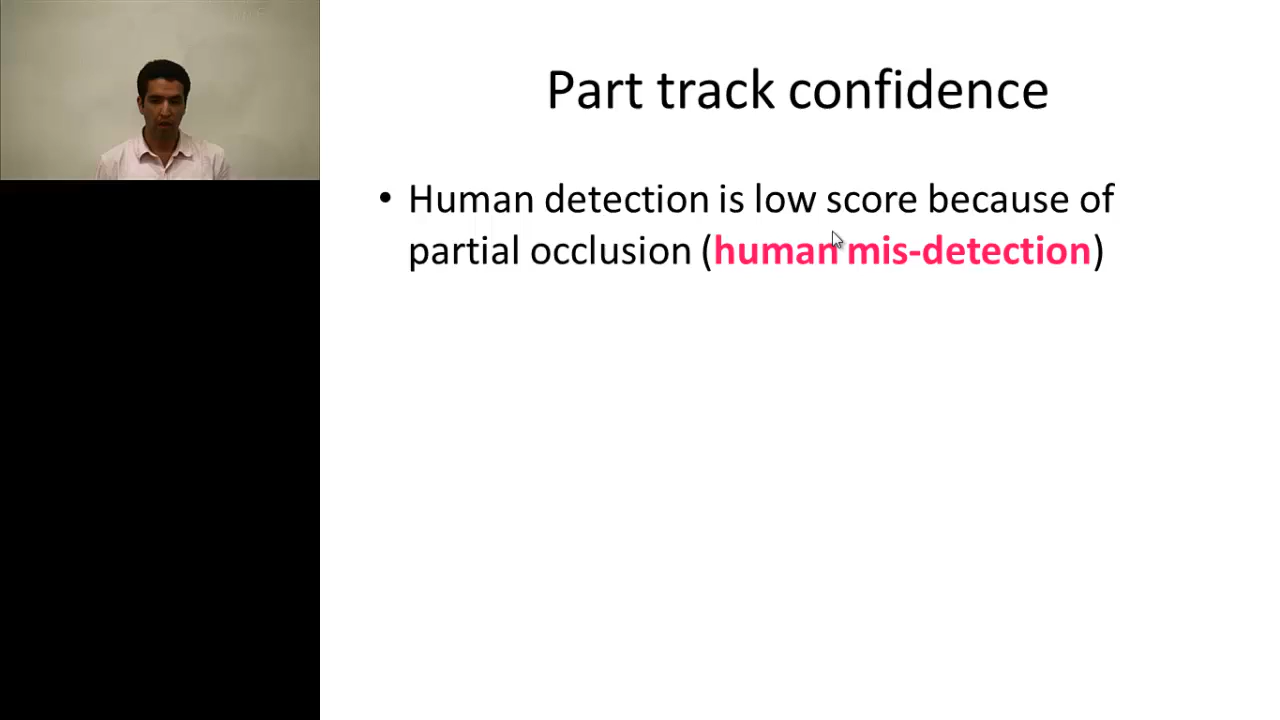 Part track confidence
• Human detection is low score because of
partial occlusion (human mis-detection)